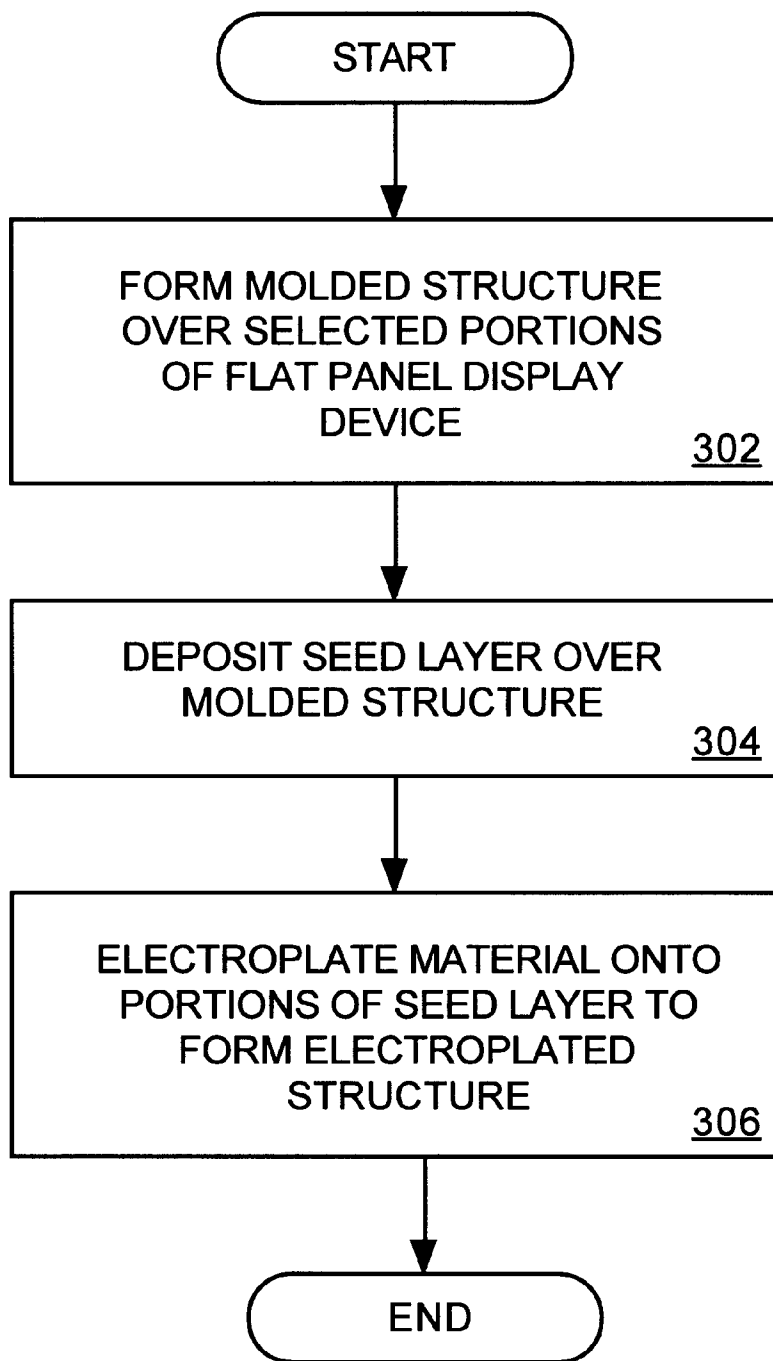 START
FORM MOLDED STRUCTURE
OVER SELECTED PORTIONS
OF FLAT PANEL DISPLAY
DEVICE
302
DEPOSIT SEED LAYER OVER
MOLDED STRUCTURE
304
ELECTROPLATE MATERIAL ONTO
PORTIONS OF SEED LAYER TO
FORM ELECTROPLATED
STRUCTURE
306
END